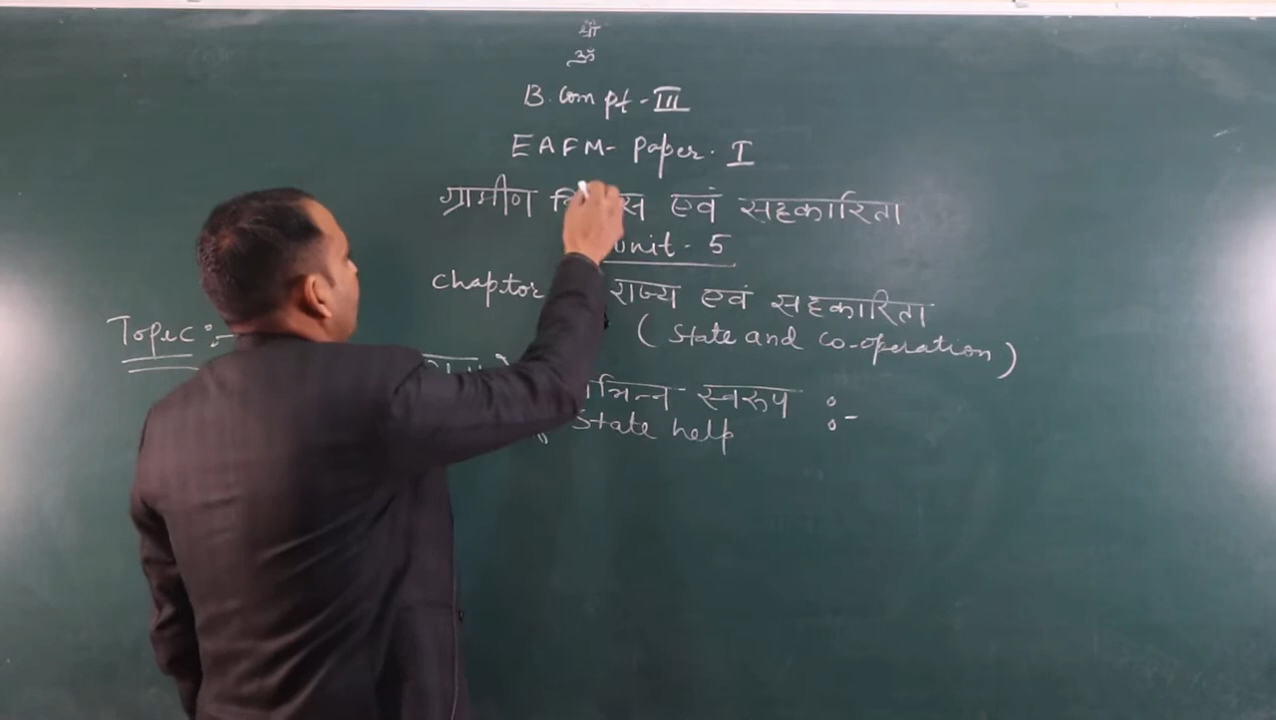 श्री
ॐ
B. Com pt - III
EAFM- Paper. I
ग्रामीण एवं सहकारिता
Unit - 5
chaptor राज्य एवं सहकारिता
( State and Co-operation )
Topic :-
स्वरूप :-
State help